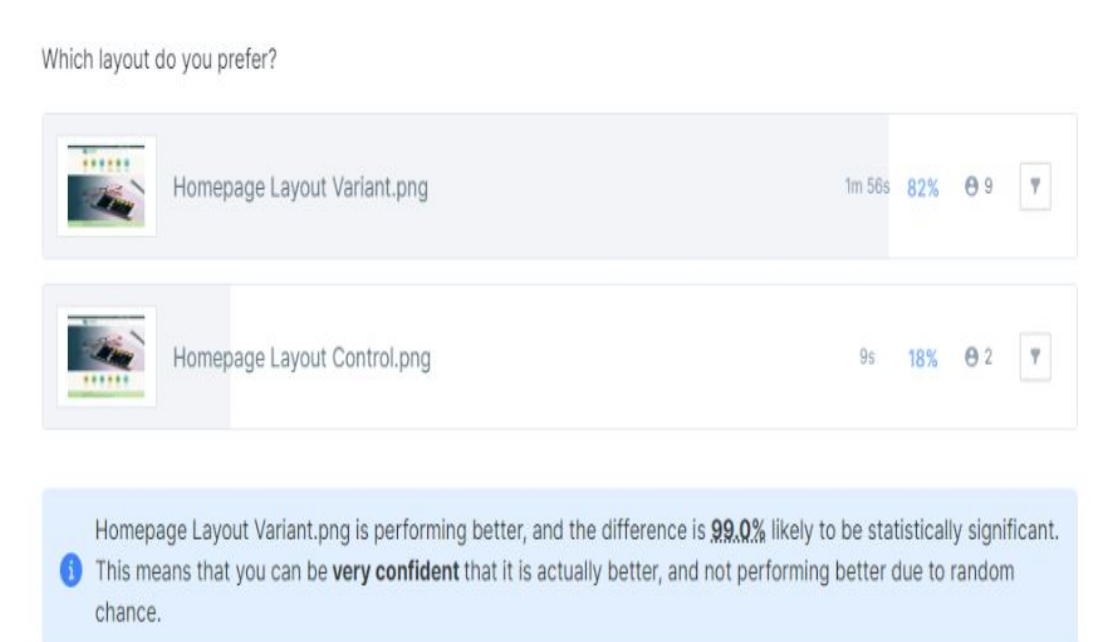 Which layout do you prefer?
Homepage Layout Variant.png 1m 56s 82% 9
Homepage Layout Control.png 9s 18% 2
Homepage Layout Variant.png is performing better, and the difference is 99.0% likely to be statistically significant.
This means that you can be very confident that it is actually better, and not performing better due to random
chance.